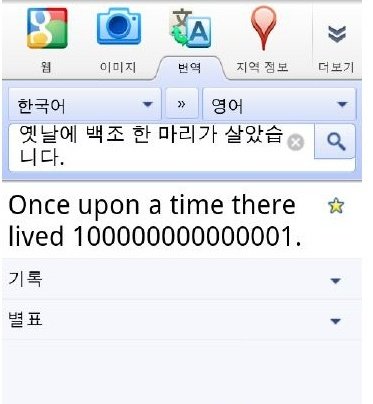 웹 이미지 번역 지역 정보 더보기
한국어 » 영어
옛날에 백조 한 마리가 살았습
니다.
Once upon a time there
lived 100000000000001.
기록
별표